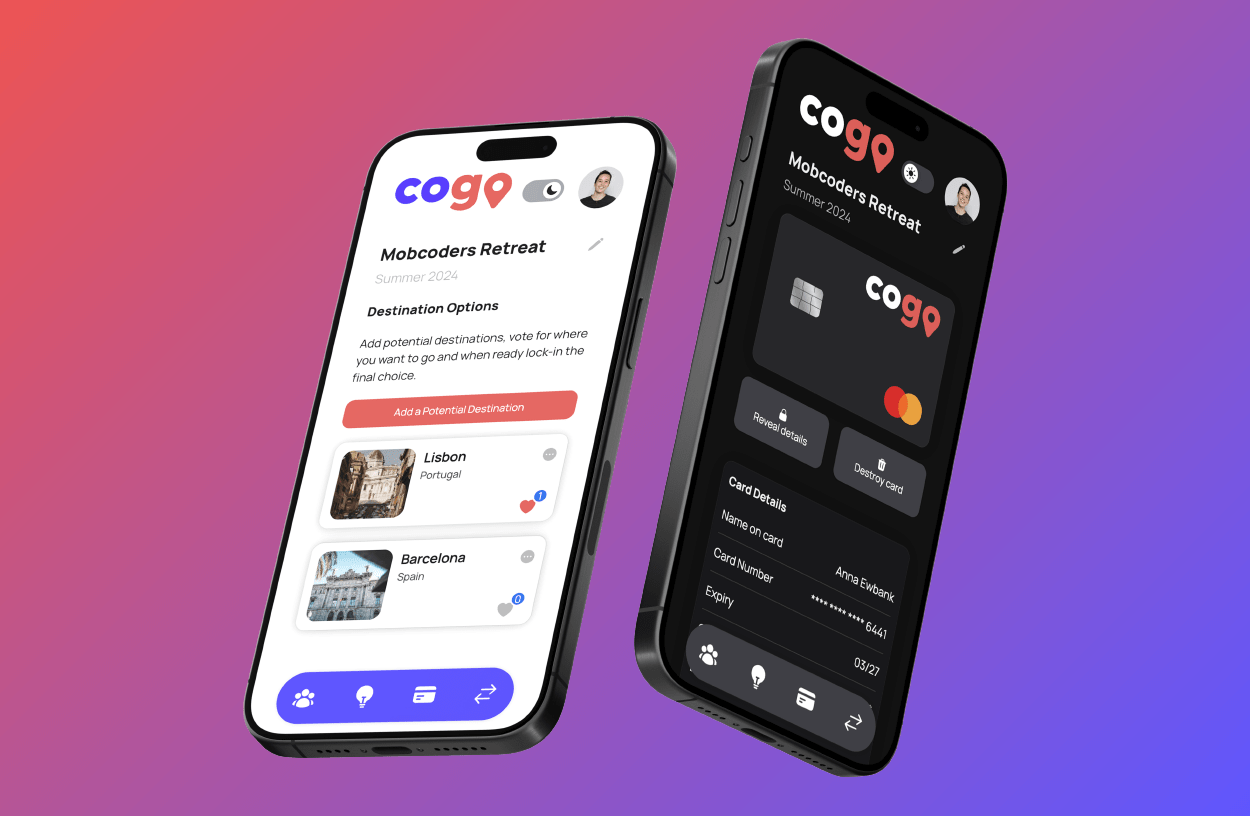 cogo
Mobcoders Retreat
Summer 2024
Destination Options
Add potential destinations, vote for where
you want to go and when ready lock-in the
final choice.
Add a Potential Destination
Lisbon
Portugal
1
Barcelona
Spain
0
cogo
Mobcoders Retreat
Summer 2024
cogo
Reveal details
Destroy card
Card Details
Name on card
Anna Ewbank
Card Number
**** **** **** 6441
Expiry
03/27